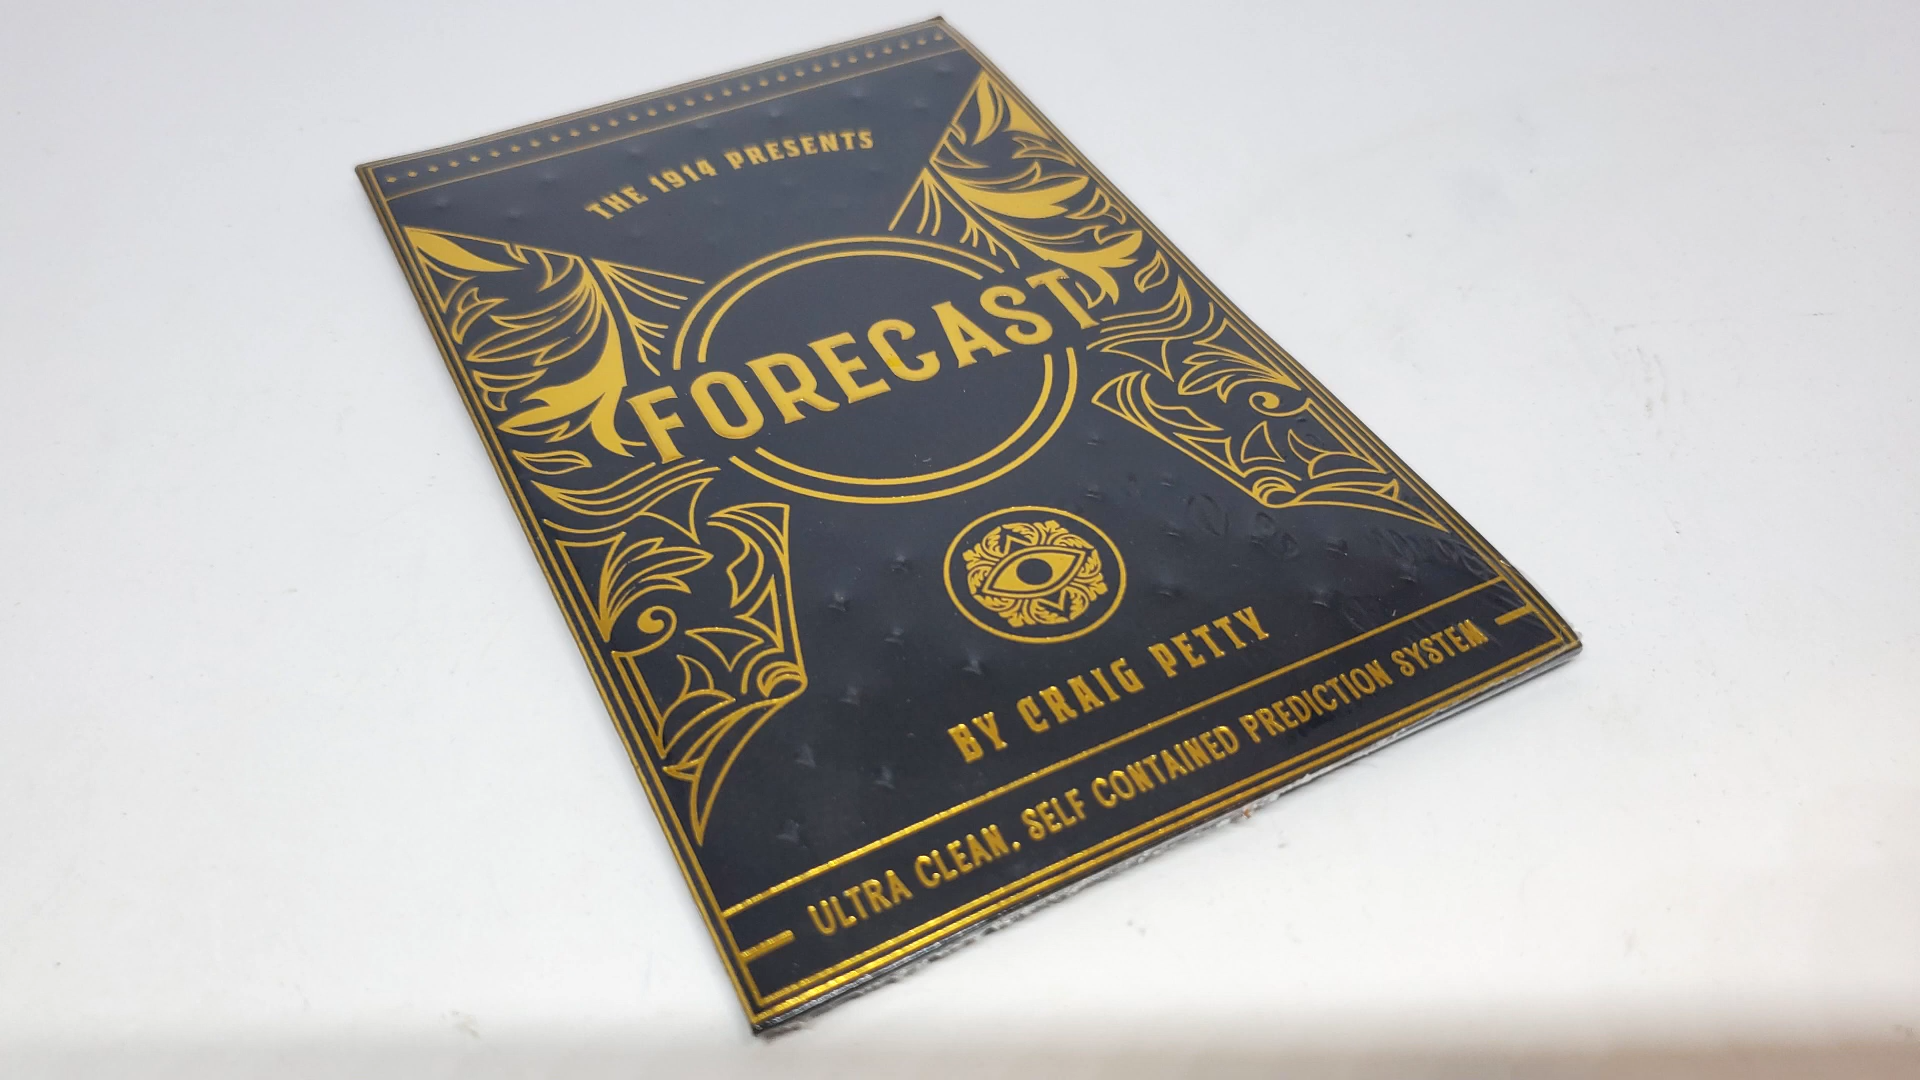 THE 1914 PRESENTS
FORECAST
BY CRAIG PETTY
ULTRA CLEAN, SELF CONTAINED PREDICTION SYSTEM